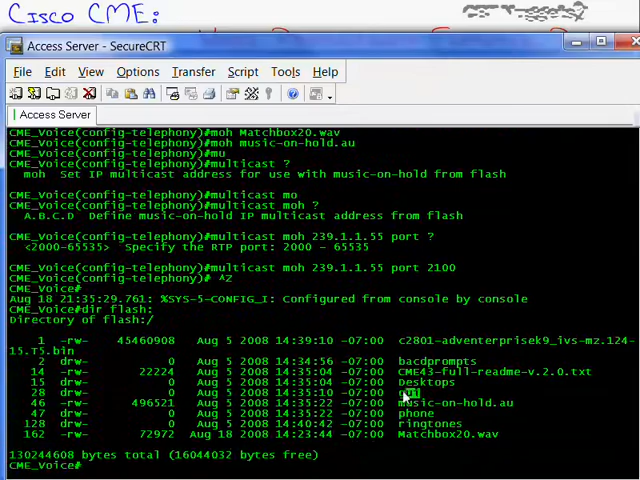 Cisco CME:
Access Server - SecureCRT
File Edit View Options Transfer Script Tools Help
Access Server
CME_Voice(config-telephony)#moh Matchbox20.wav
CME_Voice(config-telephony)#moh music-on-hold.au
CME_Voice(config-telephony)#mu
CME_Voice(config-telephony)#multicast ?
moh Set IP multicast address for use with music-on-hold from flash
CME_Voice(config-telephony)#multicast mo
CME_Voice(config-telephony)#multicast moh ?
A.B.C.D Define music-on-hold IP multicast address from flash
CME_Voice(config-telephony)#multicast moh 239.1.1.55 port ?
<2000-65535> Specify the RTP port: 2000 - 65535
CME_Voice(config-telephony)#multicast moh 239.1.1.55 port 2100
CME_Voice(config-telephony)# ^Z
CME_Voice#
Aug 18 21:35:29.761: %SYS-5-CONFIG_I: Configured from console by console
CME_Voice#dir flash:
Directory of flash:/
1 -rw- 45460908 Aug 5 2008 14:39:10 -07:00 c2801-adventerprisek9_ivs-mz.124-
15.T5.bin
2 drw- 0 Aug 5 2008 14:34:56 -07:00 bacdprompts
14 -rw- 22224 Aug 5 2008 14:35:04 -07:00 CME43-full-readme-v.2.0.txt
15 drw- 0 Aug 5 2008 14:35:04 -07:00 Desktops
28 drw- 0 Aug 5 2008 14:35:10 -07:00 gui
46 -rw- 496521 Aug 5 2008 14:35:22 -07:00 music-on-hold.au
47 drw- 0 Aug 5 2008 14:35:22 -07:00 phone
128 drw- 0 Aug 5 2008 14:40:42 -07:00 ringtones
162 -rw- 72972 Aug 18 2008 14:23:44 -07:00 Matchbox20.wav
130244608 bytes total (16044032 bytes free)
CME_Voice#